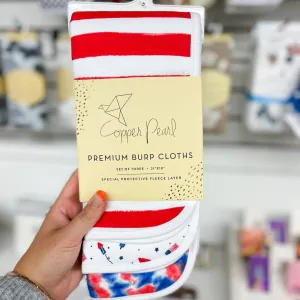 Copper Pearl
PREMIUM BURP CLOTHS
SET OF THREE • 21"X10"
SPECIAL PROTECTIVE FLEECE LAYER